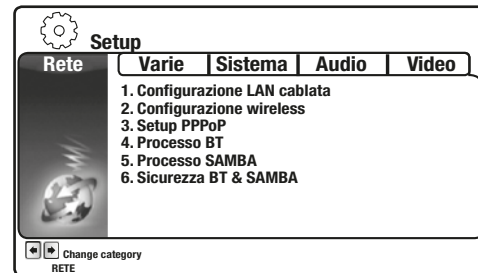 Setup
Rete Varie Sistema Audio Video
1. Configurazione LAN cablata
2. Configurazione wireless
3. Setup PPPoP
4. Processo BT
5. Processo SAMBA
6. Sicurezza BT & SAMBA
Change category
RETE